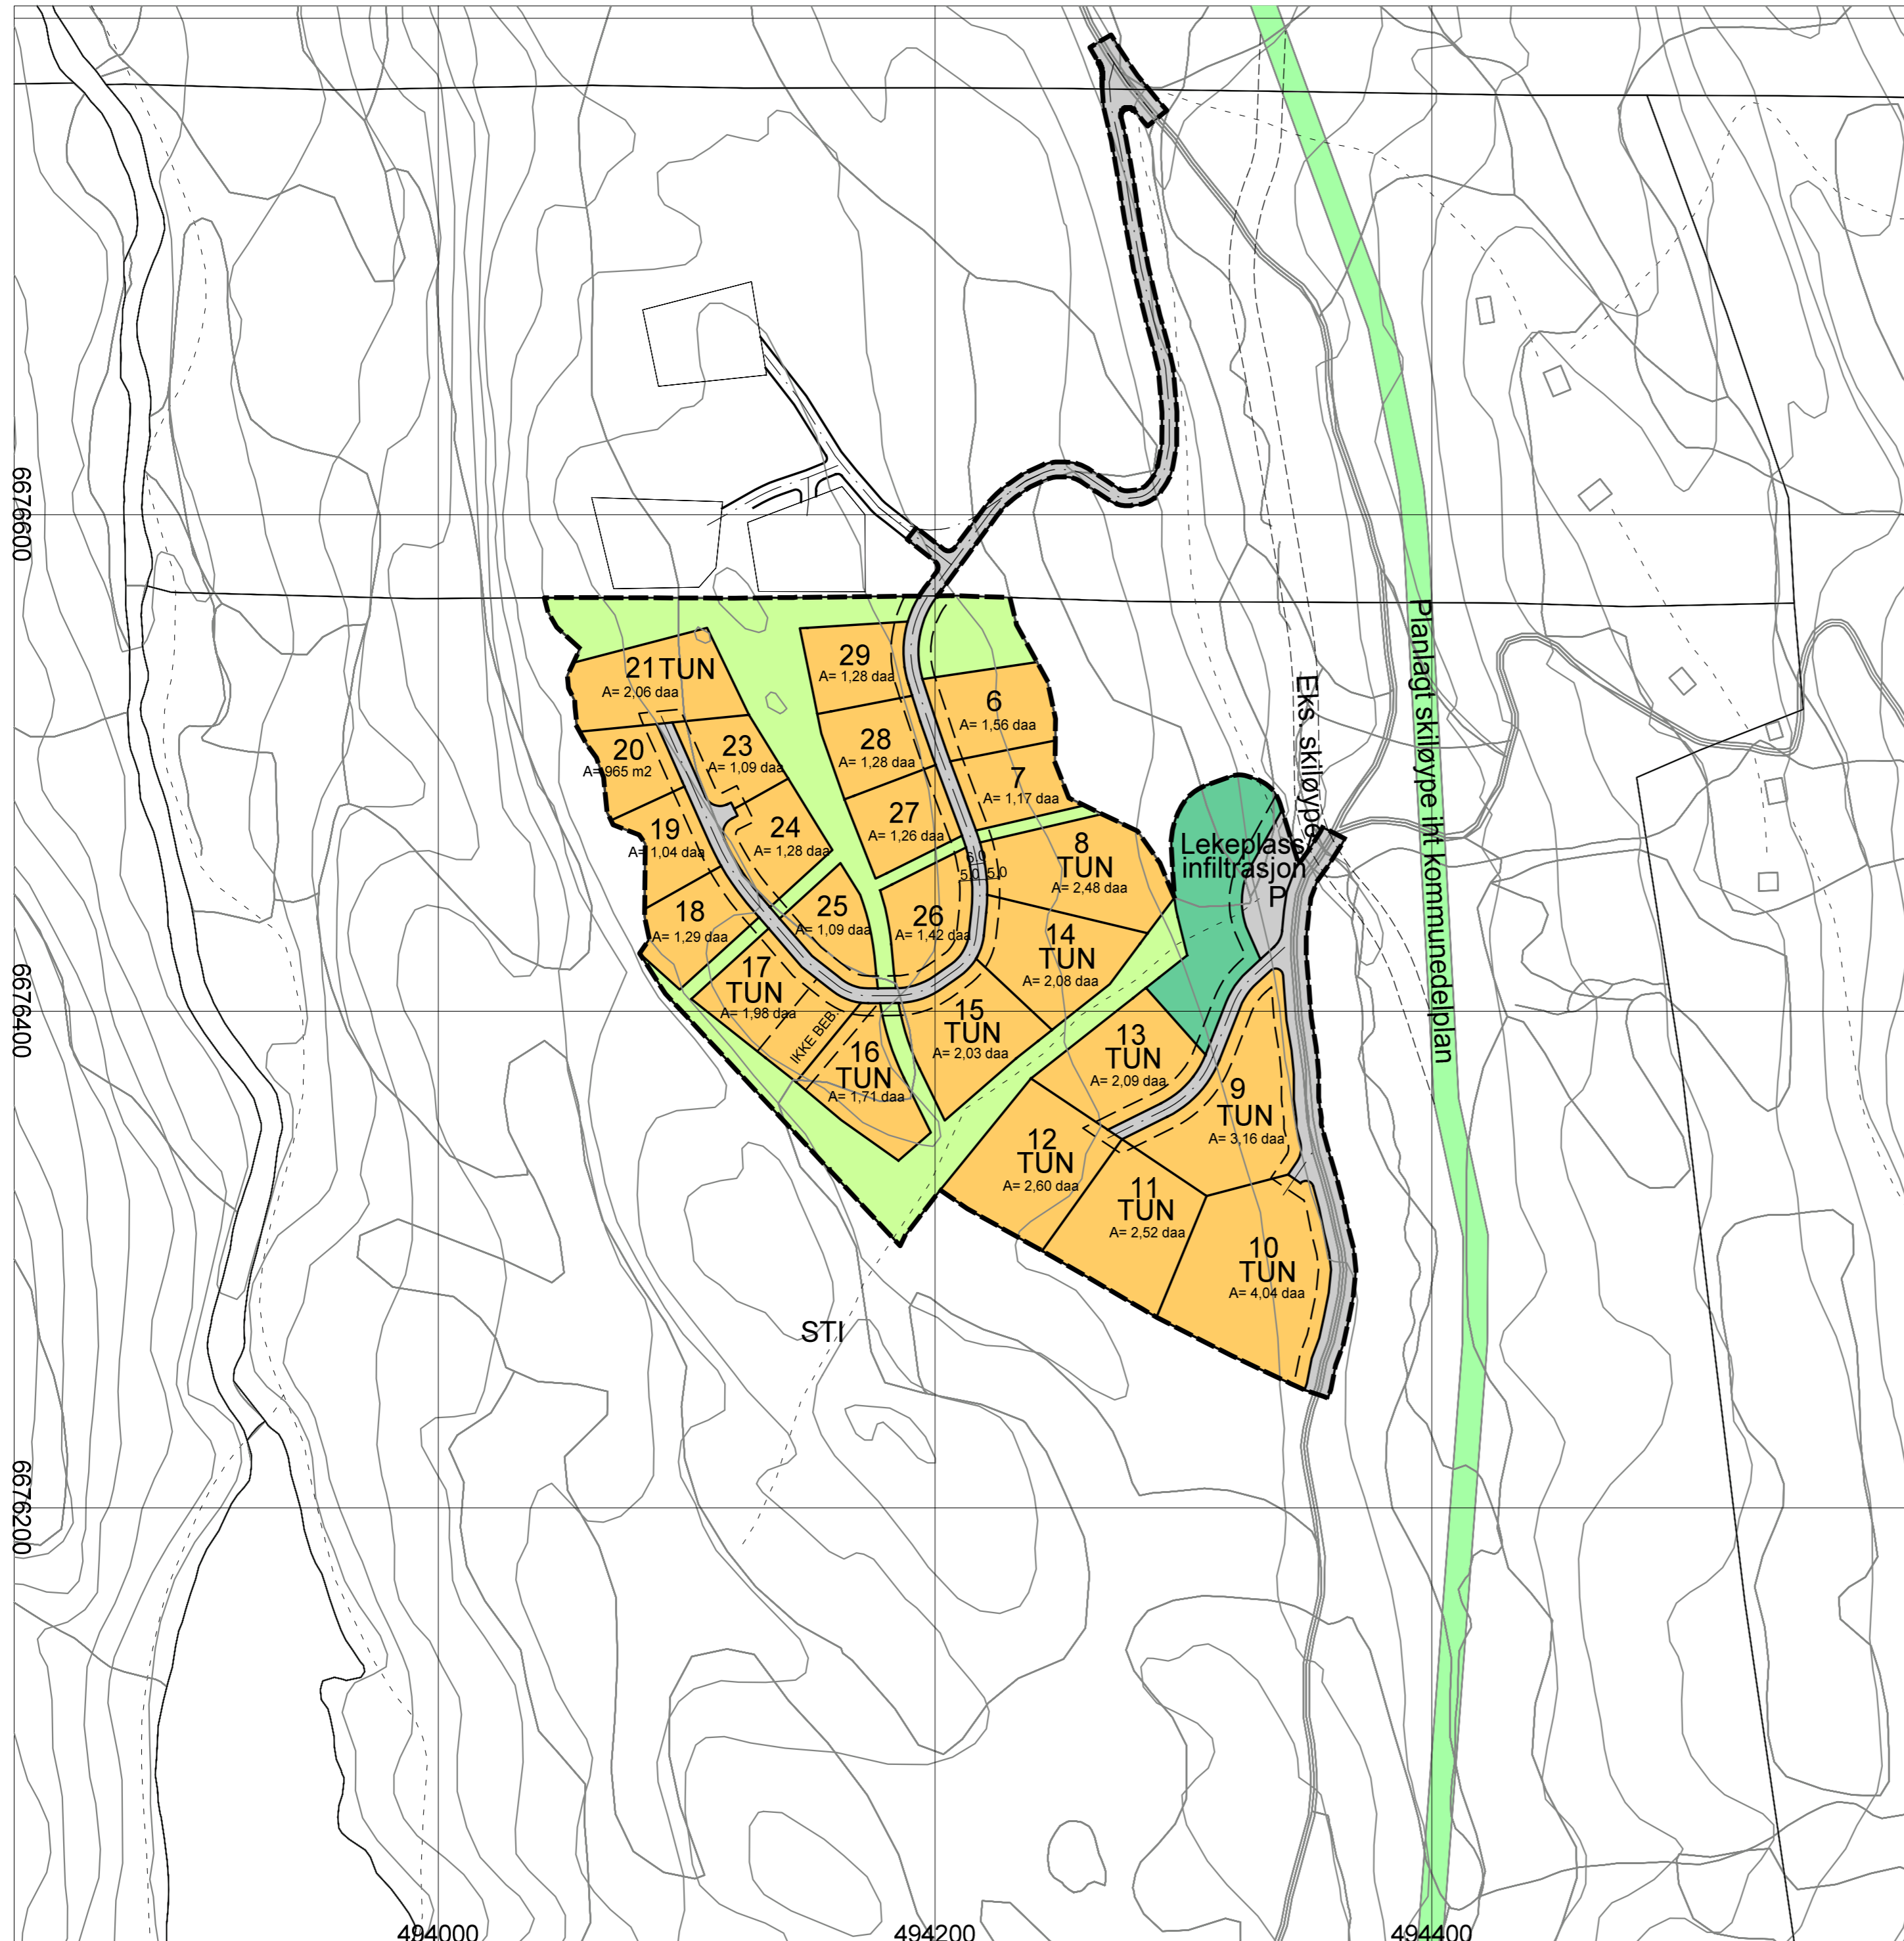 6676600
6676400
6676200
494000
494200
494400
Planlagt skiløype iht kommunedelplan
Eks. skiløype
21 TUN
A= 2,06 daa
29
A= 1,28 daa
6
A= 1,56 daa
20
A= 965 m2
23
A= 1,09 daa
28
A= 1,28 daa
7
A= 1,17 daa
19
A= 1,04 daa
24
A= 1,28 daa
27
A= 1,26 daa
8
TUN
A= 2,48 daa
6,0
5,0
5,0
Lekeplass/
infiltrasjon
P
18
A= 1,29 daa
25
A= 1,09 daa
26
A= 1,42 daa
14
TUN
A= 2,08 daa
17
TUN
A= 1,98 daa
IKKE BEB.
16
TUN
A= 1,71 daa
15
TUN
A= 2,03 daa
13
TUN
A= 2,09 daa
9
TUN
A= 3,16 daa
12
TUN
A= 2,60 daa
11
TUN
A= 2,52 daa
10
TUN
A= 4,04 daa
STI